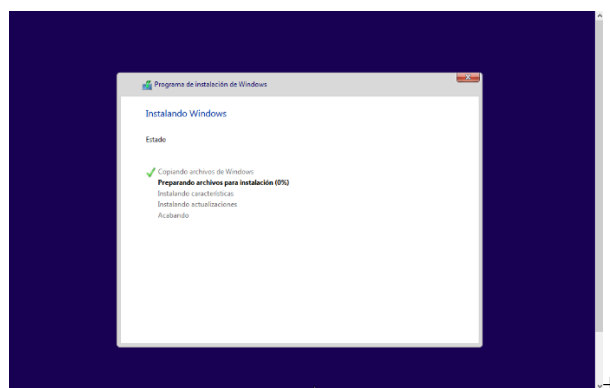 Programa de instalación de Windows
Instalando Windows
Estado
Copiando archivos de Windows
Preparando archivos para instalación (0%)
Instalando características
Instalando actualizaciones
Acabando